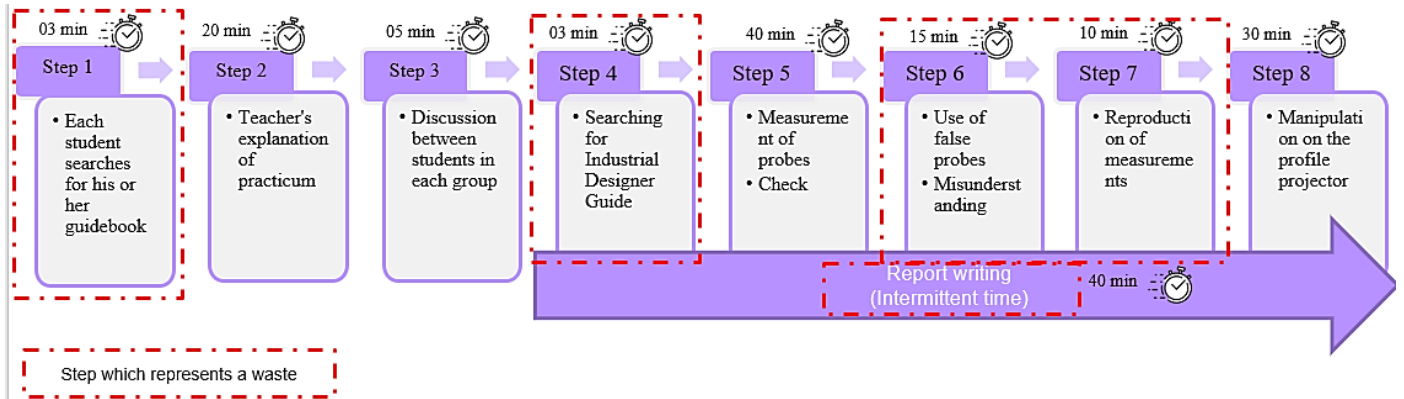 03 min
20 min
05 min
03 min
40 min
15 min
10 min
30 min
Step 1
Step 2
Step 3
Step 4
Step 5
Step 6
Step 7
Step 8
• Each
student
searches
for his or
her
guidebook
• Teacher's
explanation
of
practicum
• Discussion
between
students in
each group
• Searching
for
Industrial
Designer
Guide
• Measureme
nt of
probes
• Check
• Use of
false
probes
• Misunderst
anding
• Reproducti
on of
measureme
nts
• Manipulati
on on the
profile
projector
Report writing
(Intermittent time)
40 min
Step which represents a waste